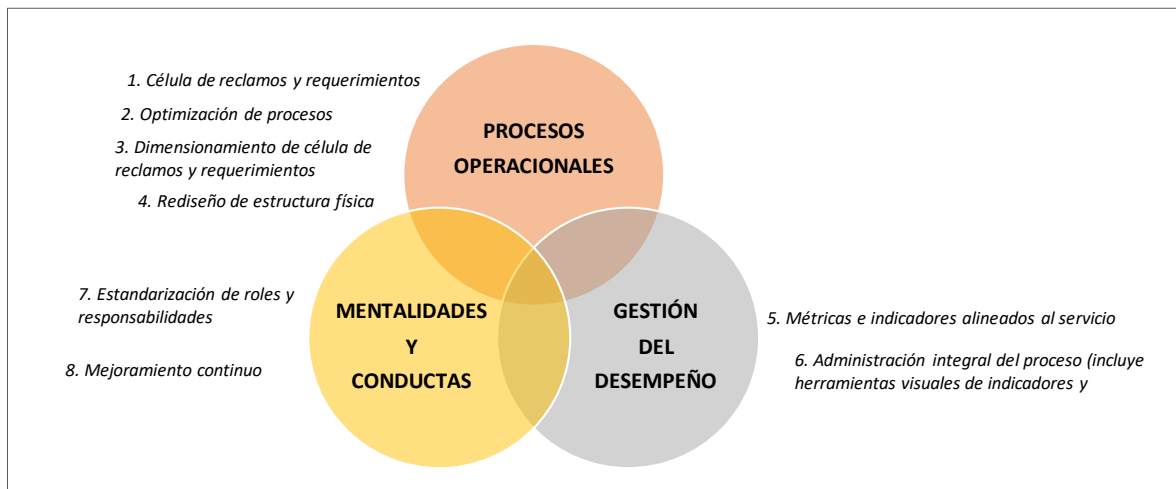 1. Célula de reclamos y requerimientos
2. Optimización de procesos
3. Dimensionamiento de célula de
reclamos y requerimientos
4. Rediseño de estructura física
PROCESOS
OPERACIONALES
7. Estandarización de roles y
responsabilidades
8. Mejoramiento continuo
MENTALIDADES
Y
CONDUCTAS
GESTIÓN
DEL
DESEMPEÑO
5. Métricas e indicadores alineados al servicio
6. Administración integral del proceso (incluye
herramientas visuales de indicadores y